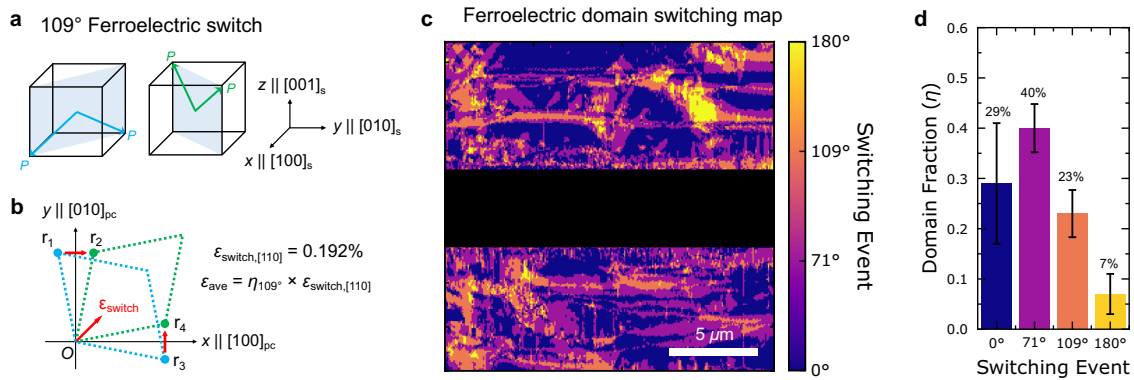 a 109° Ferroelectric switch
P
P
P
P
z || [001]s
y || [010]s
x || [100]s
b
y || [010]pc
r1
r2
εswitch,[110] = 0.192%
εave = η109° × εswitch,[110]
εswitch
r4
O
x || [100]pc
r3
c Ferroelectric domain switching map
180°
109°
71°
0°
Switching Event
5 μm
d
0.6
0.5
0.4
0.3
0.2
0.1
0.0
Domain Fraction (η)
29%
40%
23%
7%
0° 71° 109° 180°
Switching Event